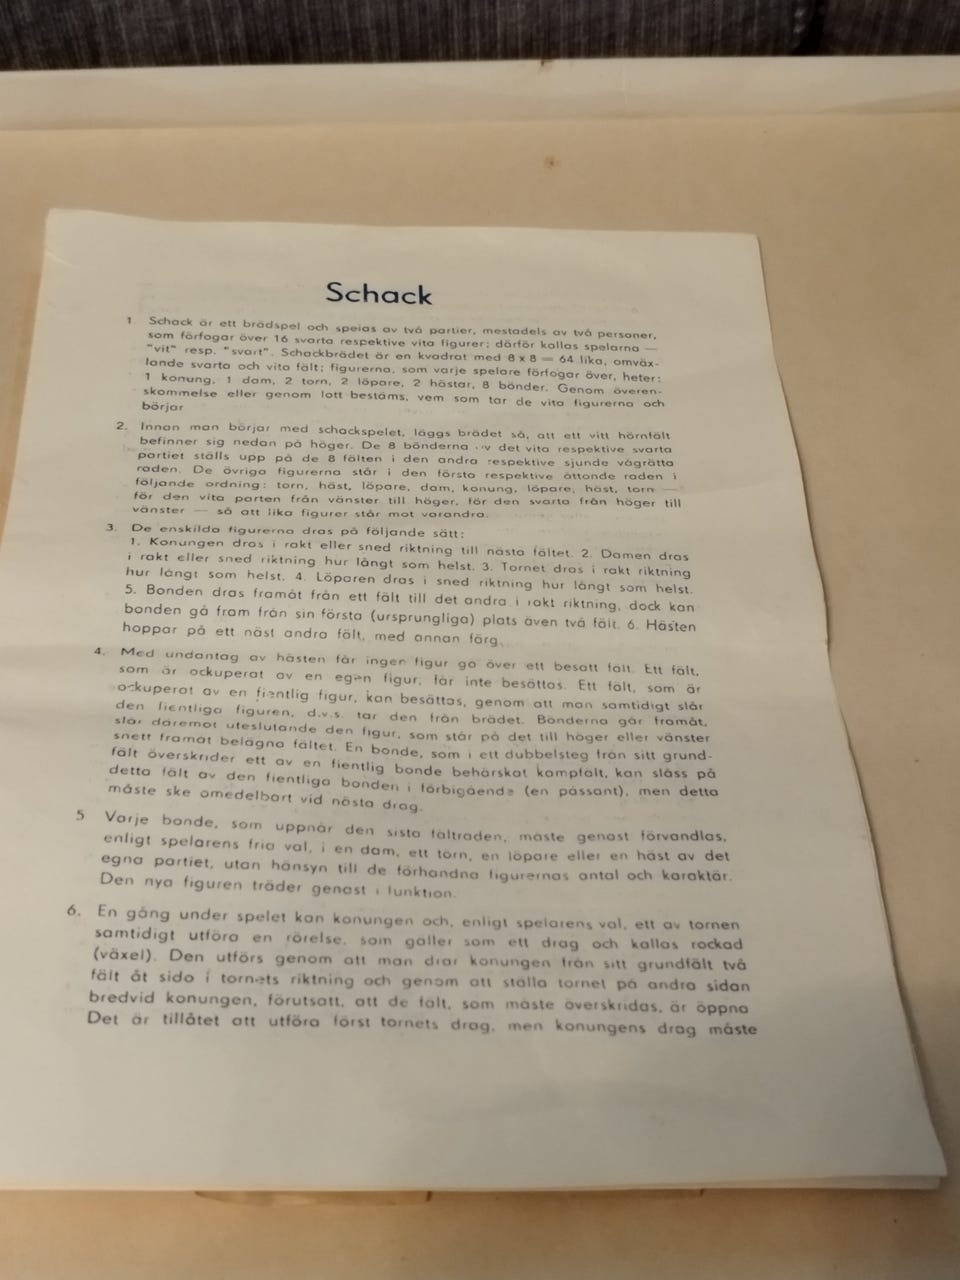 Schack
1. Schack är ett brädspel och spelas av två partier, mestadels av två personer,
som förfogar över 16 svarta respektive vita figurer; därför kallas spelarna —
"vit" resp. "svart". Schackbrädet är en kvadrat med 8 x 8 = 64 lika, omväx-
lande svarta och vita fält; figurerna, som varje spelare förfogar över, heter:
1 konung, 1 dam, 2 torn, 2 löpare, 2 hästar, 8 bönder. Genom överen-
skommelse eller genom lott bestäms, vem som tar de vita figurerna och
börjar
2. Innan man börjar med schackspelet, läggs brädet så, att ett vitt hörnfält
befinner sig nedan på höger. De 8 bönderna av det vita respektive svarta
partiet ställs upp på de 8 fälten i den andra respektive sjunde vågrätta
raden. De övriga figurerna står i den första respektive åttonde raden i
följande ordning: torn, häst, löpare, dam, konung, löpare, häst, torn —
för den vita parten från vänster till höger, för den svarta från höger till
vänster — så att lika figurer står mot varandra.
3. De enskilda figurerna dras på följande sätt:
1. Konungen dras i rakt eller sned riktning till nästa fältet. 2. Damen dras
i rakt eller sned riktning hur långt som helst. 3. Tornet dras i rakt riktning
hur långt som helst. 4. Löparen dras i sned riktning hur långt som helst.
5. Bonden dras framåt från ett fält till det andra i rakt riktning, dock kan
bonden gå fram från sin första (ursprungliga) plats även två fält. 6. Hästen
hoppar på ett näst andra fält, med annan färg.
4. Med undantag av hästen får ingen figur gå över ett besatt fält. Ett fält,
som är ockuperat av en egen figur, får inte besättas. Ett fält, som är
ockuperat av en fientlig figur, kan besättas, genom att man samtidigt slår
den fientliga figuren, d.v.s. tar den från brädet. Bönderna går framåt,
slår däremot uteslutande den figur, som står på det till höger eller vänster
snett framåt belägna fältet. En bonde, som i ett dubbelsteg från sitt grund-
fält överskrider ett av en fientlig bonde behärskat kampfält, kan slåss på
detta fält av den fientliga bonden i förbigående (en passant), men detta
måste ske omedelbart vid nästa drag.
5 Varje bonde, som uppnår den sista fältraden, måste genast förvandlas,
enligt spelarens fria val, i en dam, ett torn, en löpare eller en häst av det
egna partiet, utan hänsyn till de förhandna figurernas antal och karaktär.
Den nya figuren träder genast i funktion.
6. En gång under spelet kan konungen och, enligt spelarens val, ett av tornen
samtidigt utföra en rörelse, som gäller som ett drag och kallas rockad
(växel). Den utförs genom att man drar konungen från sitt grundfält två
fält åt sido i tornets riktning och genom att ställa tornet på andra sidan
bredvid konungen, förutsatt, att de fält, som måste överskridas, är öppna
Det är tillåtet att utföra först tornets drag, men konungens drag måste